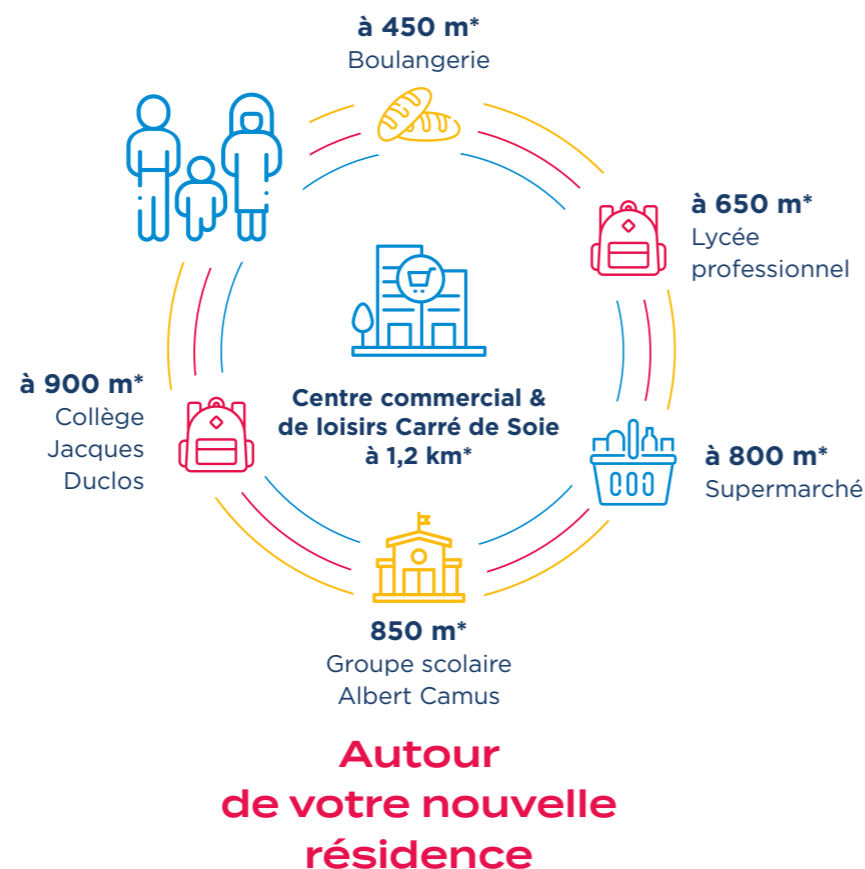 à 450 m*
Boulangerie
à 650 m*
Lycée
professionnel
à 800 m*
Supermarché
850 m*
Groupe scolaire
Albert Camus
à 900 m*
Collège
Jacques
Duclos
Centre commercial &
de loisirs Carré de Soie
à 1,2 km*
Autour
de votre nouvelle
résidence